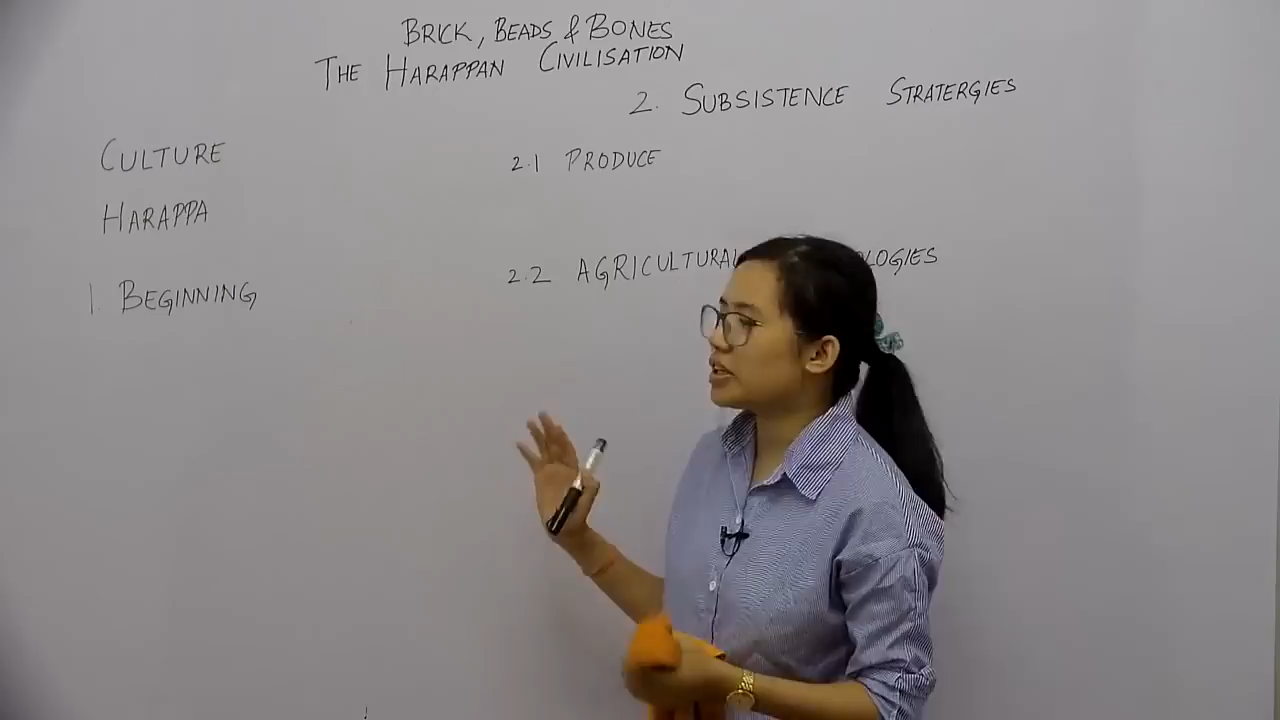 BRICK, BEADS & BONES
THE HARAPPAN CIVILISATION
2. SUBSISTENCE STRATERGIES
CULTURE
HARAPPA
1. BEGINNING
2.1 PRODUCE
2.2 AGRICULTURAL